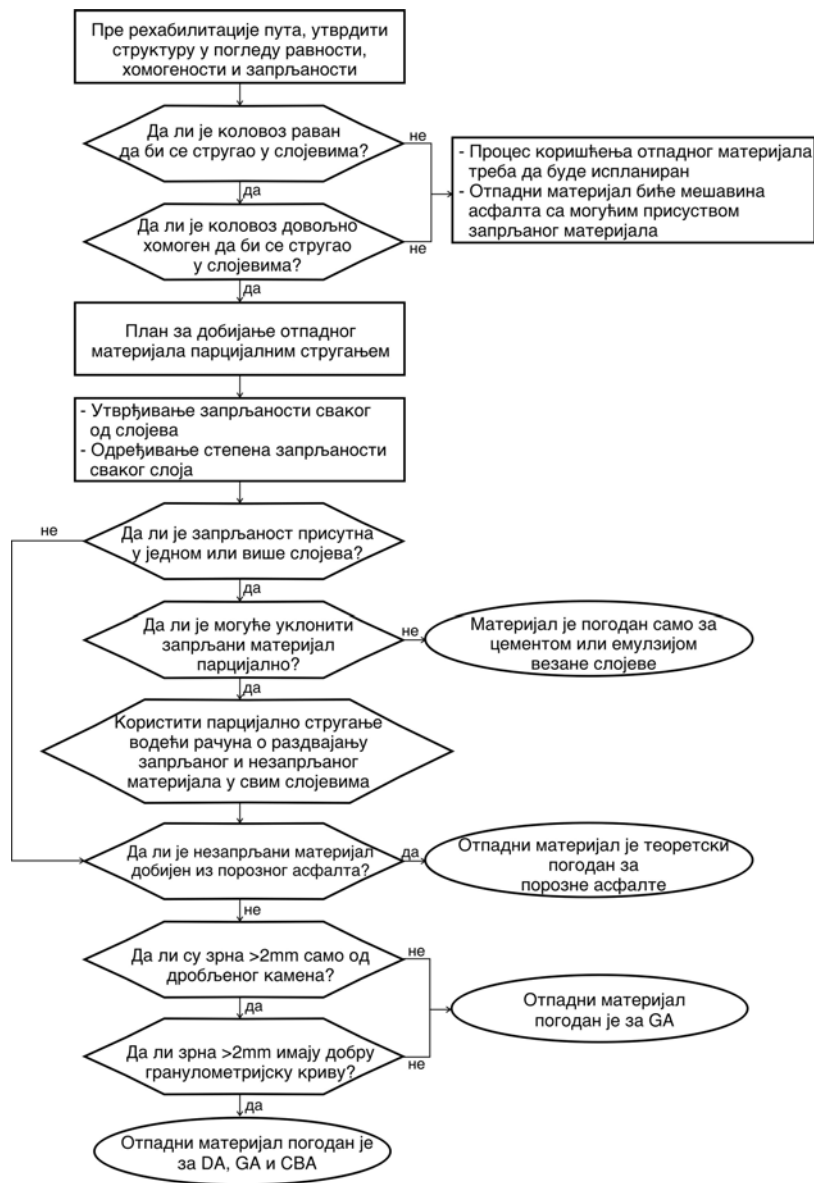 Пре рехабилитације пута, утврдити
структуру у погледу равности,
хомогености и запрљаности
Да ли је коловоз раван
да би се стругао у слојевима?
не
да
- Процес коришћења отпадног материјала
треба да буде испланиран
- Отпадни материјал биће мешавина
асфалта са могућим присуством
запрљаног материјала
Да ли је коловоз довољно
хомоген да би се стругао
у слојевима?
не
да
План за добијање отпадног
материјала парцијалним стругањем
- Утврђивање запрљаности сваког
од слојева
- Одређивање степена запрљаности
сваког слоја
не
Да ли је запрљаност присутна
у једном или више слојева?
да
Да ли је могуће уклонити
запрљани материјал
парцијално?
не
да
Материјал је погодан само за
цементом или емулзијом
везане слојеве
Користити парцијално стругање
водећи рачуна о раздвајању
запрљаног и незапрљаног
материјала у свим слојевима
Да ли је незапрљани материјал
добијен из порозног асфалта?
да
не
Отпадни материјал је теоретски
погодан за
порозне асфалте
Да ли су зрна >2mm само од
дробљеног камена?
не
да
Отпадни материјал
погодан је за GA
Да ли зрна >2mm имају добру
гранулометријску криву?
не
да
Отпадни материјал погодан је
за DA, GA и CBA